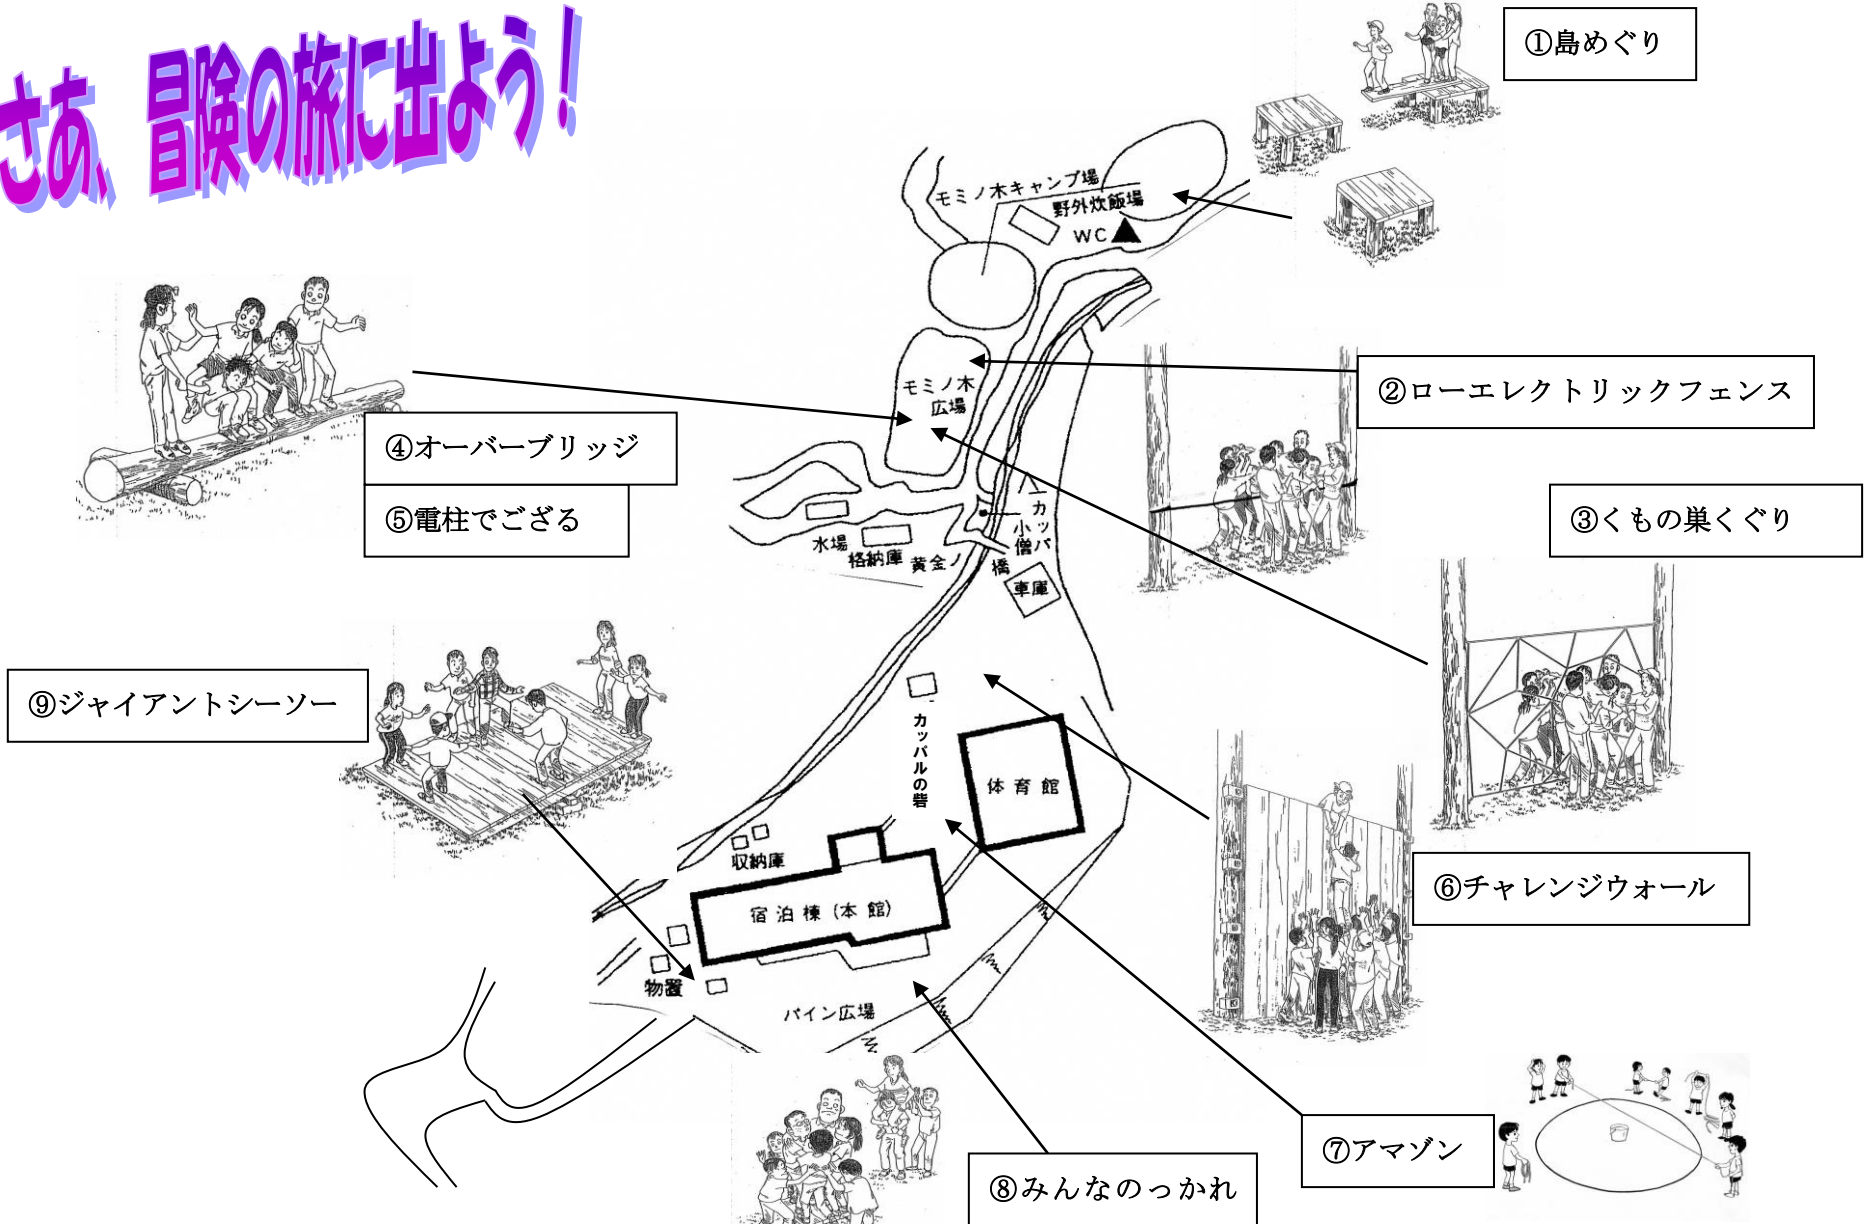 さあ、冒険の旅に出よう！
①島めぐり
モミノ木キャンプ場
野外炊飯場
WC
②ローエレクトリックフェンス
モミノ木
広場
④オーバーブリッジ
⑤電柱でござる
③くもの巣くぐり
カッパ
小僧
水場
格納庫
黄金ノ
橋
車庫
⑨ジャイアントシーソー
カッパルの砦
体育館
収納庫
宿泊棟（本館）
⑥チャレンジウォール
物置
パイン広場
⑦アマゾン
⑧みんなのっかれ